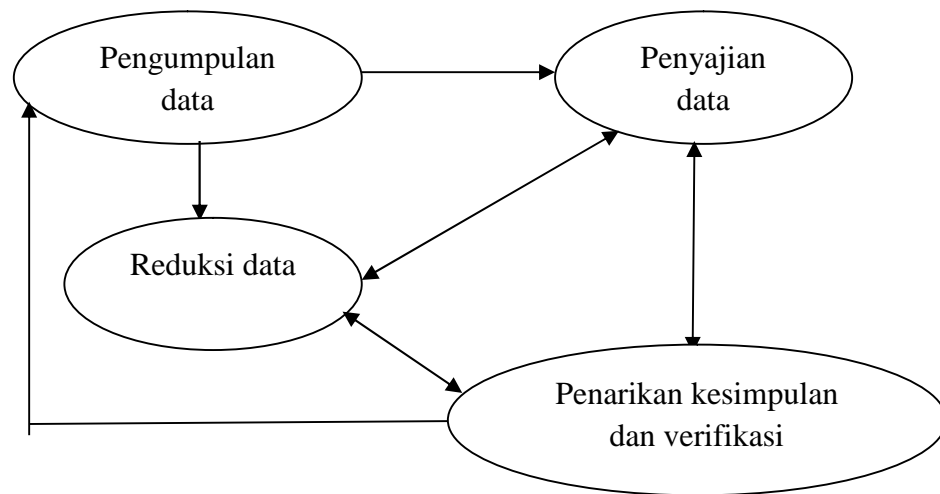 Pengumpulan
data
Penyajian
data
Reduksi data
Penarikan kesimpulan
dan verifikasi